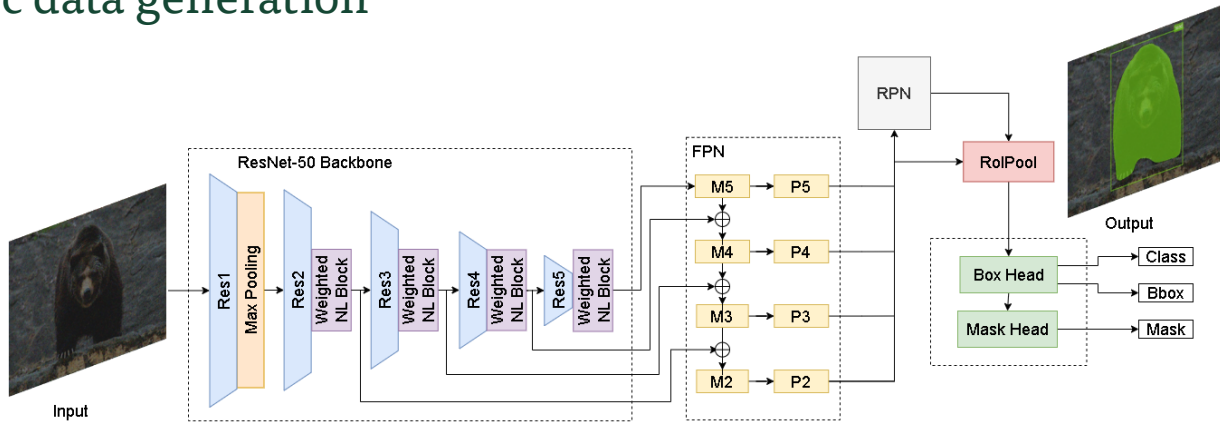 c data generation
ResNet-50 Backbone
Res1
Max Pooling
Res2
Weighted
NL Block
Res3
Weighted
NL Block
Res4
Weighted
NL Block
Res5
Weighted
NL Block
Input
FPN
M5
P5
M4
P4
M3
P3
M2
P2
RPN
RoIPool
Output
Box Head
Mask Head
Class
Bbox
Mask